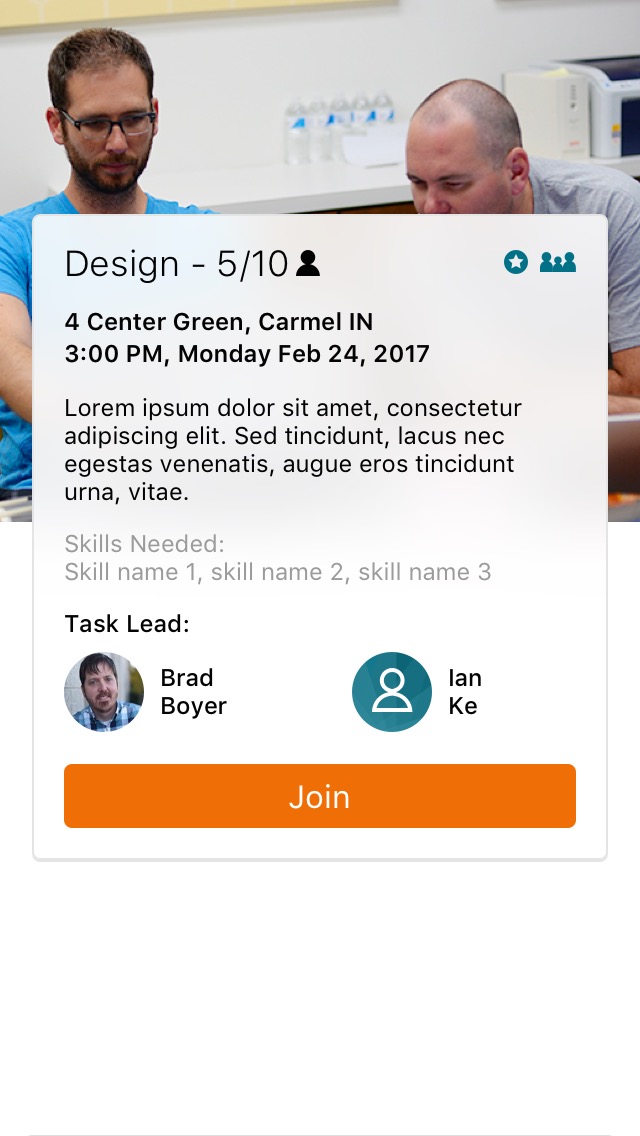 Design - 5/10
4 Center Green, Carmel IN
3:00 PM, Monday Feb 24, 2017
Lorem ipsum dolor sit amet, consectetur
adipiscing elit. Sed tincidunt, lacus nec
egestas venenatis, augue eros tincidunt
urna, vitae.
Skills Needed:
Skill name 1, skill name 2, skill name 3
Task Lead:
Brad
Boyer
Ian
Ke
Join